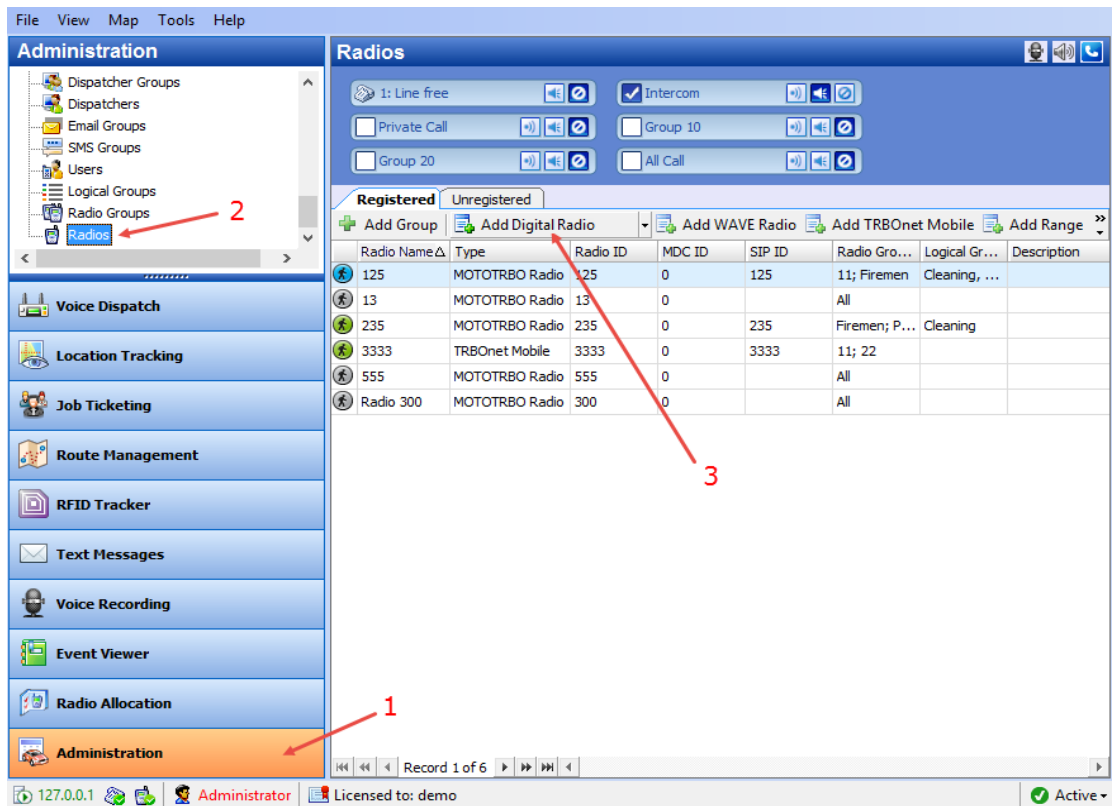 File View Map Tools Help
Administration
Dispatcher Groups
Dispatchers
Email Groups
SMS Groups
Users
Logical Groups
Radio Groups
Radios
2
Voice Dispatch
Location Tracking
Job Ticketing
Route Management
RFID Tracker
Text Messages
Voice Recording
Event Viewer
Radio Allocation
Administration
1
Radios
1: Line free Intercom
Private Call Group 10
Group 20 All Call
Registered Unregistered
Add Group Add Digital Radio Add WAVE Radio Add TRBOnet Mobile Add Range
Radio Name Type Radio ID MDC ID SIP ID Radio Gro... Logical Gr... Description
125 MOTOTRBO Radio 125 0 125 11; Firemen Cleaning, ...
13 MOTOTRBO Radio 13 0 All
235 MOTOTRBO Radio 235 0 235 Firemen; P... Cleaning
3333 TRBOnet Mobile 3333 0 3333 11; 22
555 MOTOTRBO Radio 555 0 All
Radio 300 MOTOTRBO Radio 300 0 All
3
Record 1 of 6
127.0.0.1 Administrator Licensed to: demo Active